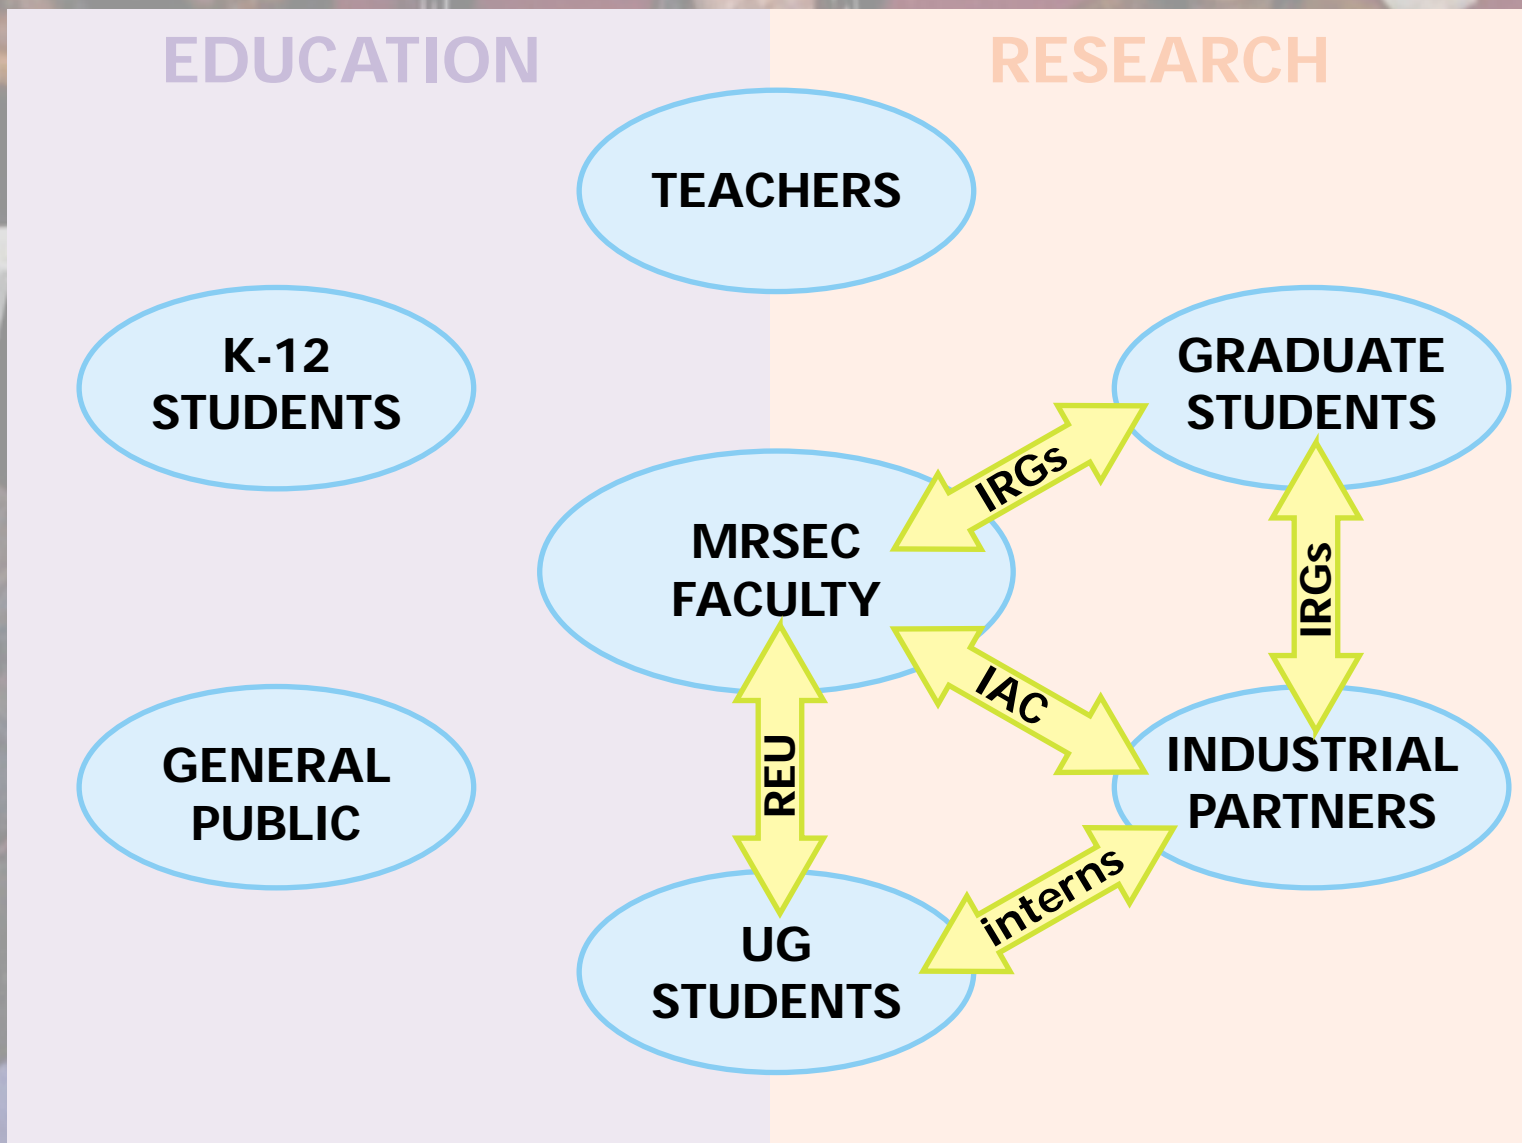 EDUCATION
RESEARCH
TEACHERS
K-12
STUDENTS
GRADUATE
STUDENTS
IRGs
MRSEC
FACULTY
IRGs
IAC
REU
GENERAL
PUBLIC
INDUSTRIAL
PARTNERS
interns
UG
STUDENTS